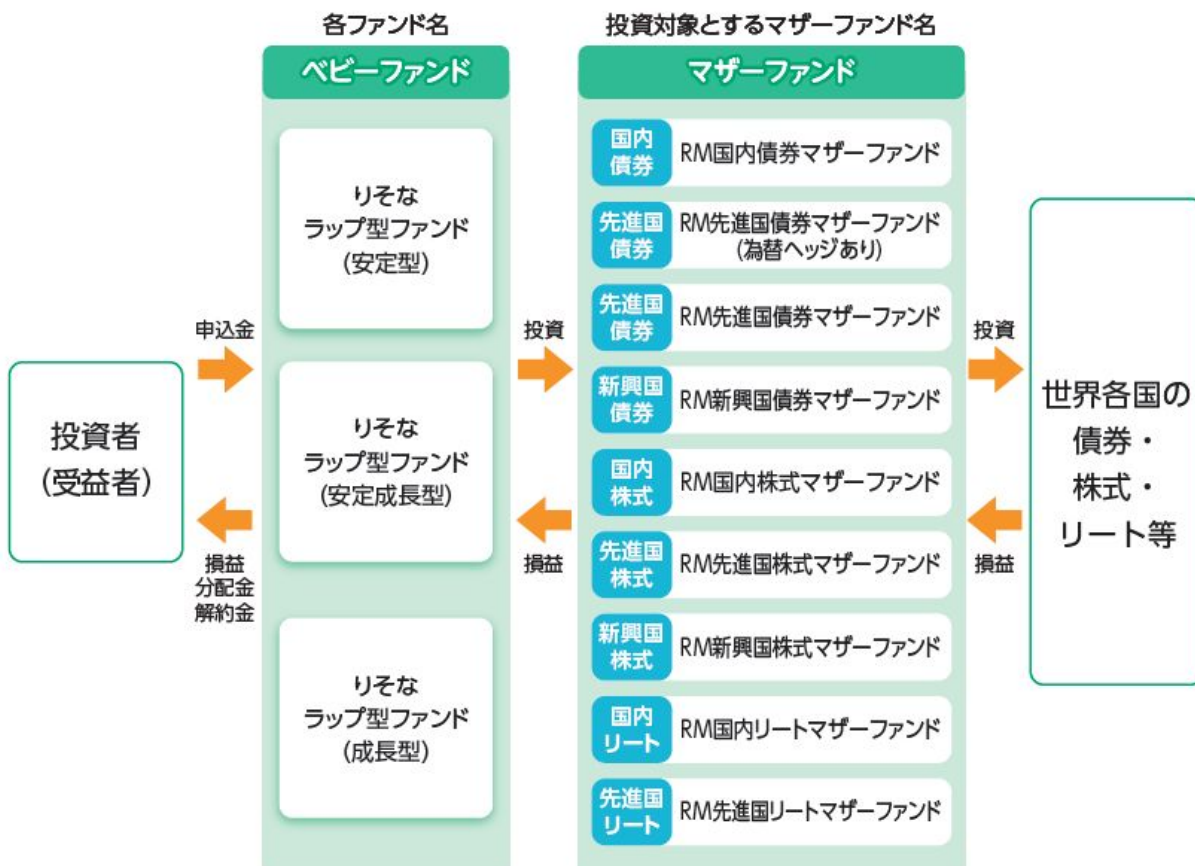 各ファンド名
ベビーファンド
りそな
ラップ型ファンド
(安定型)
りそな
ラップ型ファンド
(安定成長型)
りそな
ラップ型ファンド
(成長型)
投資対象とするマザーファンド名
マザーファンド
国内
債券
RM国内債券マザーファンド
先進国
債券
RM先進国債券マザーファンド
(為替ヘッジあり)
先進国
債券
RM先進国債券マザーファンド
新興国
債券
RM新興国債券マザーファンド
国内
株式
RM国内株式マザーファンド
先進国
株式
RM先進国株式マザーファンド
新興国
株式
RM新興国株式マザーファンド
国内
リート
RM国内リートマザーファンド
先進国
リート
RM先進国リートマザーファンド
投資者
(受益者)
申込金
損益
分配金
解約金
投資
損益
投資
損益
世界各国の
債券・
株式・
リート等